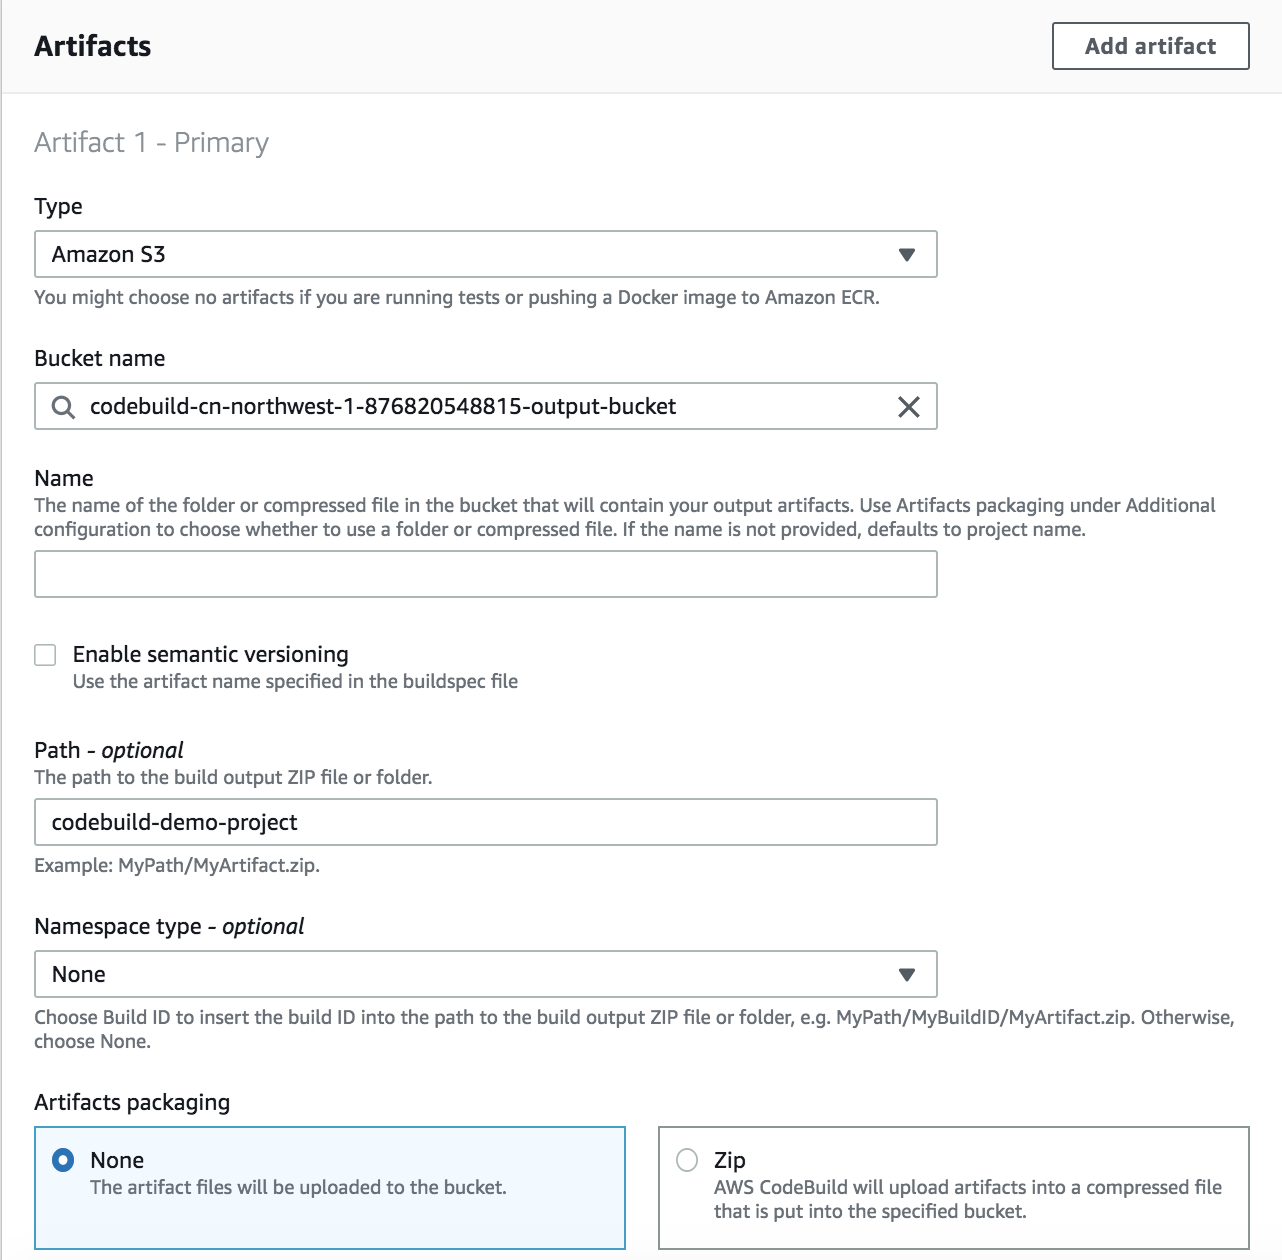 Artifacts
Add artifact
Artifact 1 - Primary
Type
Amazon S3
You might choose no artifacts if you are running tests or pushing a Docker image to Amazon ECR.
Bucket name
codebuild-cn-northwest-1-876820548815-output-bucket
Name
The name of the folder or compressed file in the bucket that will contain your output artifacts. Use Artifacts packaging under Additional
configuration to choose whether to use a folder or compressed file. If the name is not provided, defaults to project name.
Enable semantic versioning
Use the artifact name specified in the buildspec file
Path - optional
The path to the build output ZIP file or folder.
codebuild-demo-project
Example: MyPath/MyArtifact.zip.
Namespace type - optional
None
Choose Build ID to insert the build ID into the path to the build output ZIP file or folder, e.g. MyPath/MyBuildID/MyArtifact.zip. Otherwise,
choose None.
Artifacts packaging
None
The artifact files will be uploaded to the bucket.
Zip
AWS CodeBuild will upload artifacts into a compressed file
that is put into the specified bucket.